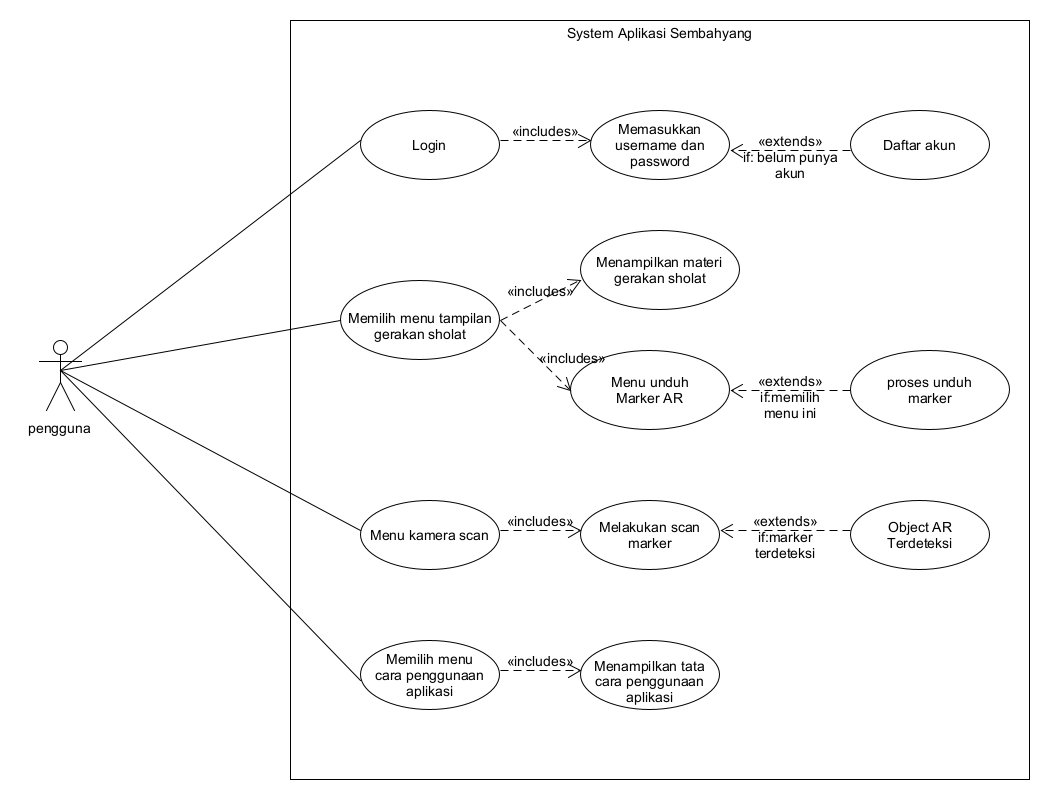 System Aplikasi Sembahyang
Login
«includes»
Memasukkan
username dan
password
«extends»
if: belum punya
akun
Daftar akun
Memilih menu tampilan
gerakan sholat
«includes»
Menampilkan materi
gerakan sholat
«includes»
Menu unduh
Marker AR
«extends»
if:memilih
menu ini
proses unduh
marker
pengguna
Menu kamera scan
«includes»
Melakukan scan
marker
«extends»
if:marker
terdeteksi
Object AR
Terdeteksi
Memilih menu
cara penggunaan
aplikasi
«includes»
Menampilkan tata
cara penggunaan
aplikasi